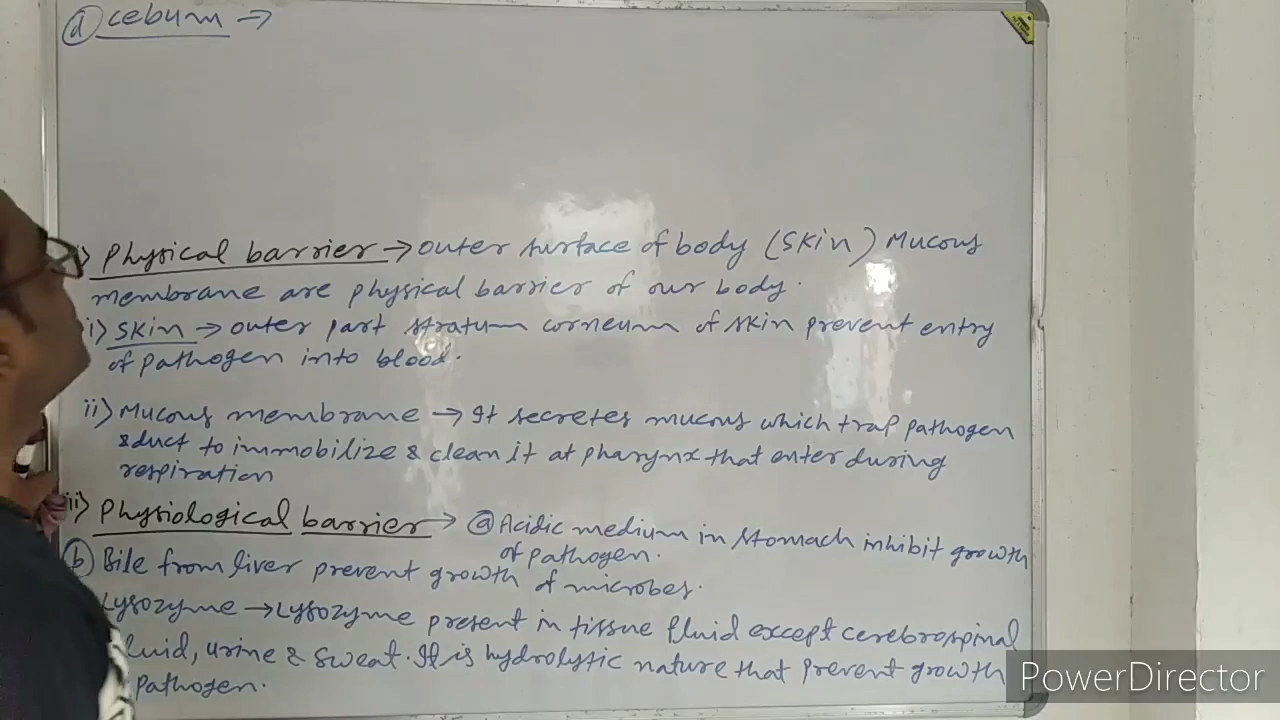 ⓓ cebum →
i) Physical barrier → outer surface of body (Skin) Mucous
membrane are physical barrier of our body.
i) Skin → outer part stratum corneum of skin prevent entry
of pathogen into blood.
ii) Mucous membrane → It secretes mucous which trap pathogen
&duct to immobilize & clean it at pharynx that enter during
respiration
ii) Physiological barrier → ⓐ Acidic medium in stomach inhibit growth
of pathogen.
ⓑ Bile from liver prevent growth of microbes.
Lysozyme → Lysozyme present in tissue fluid except cerebrospinal
luid, urine & sweat. It is hydrolytic nature that prevent growth
pathogen.
PowerDirector